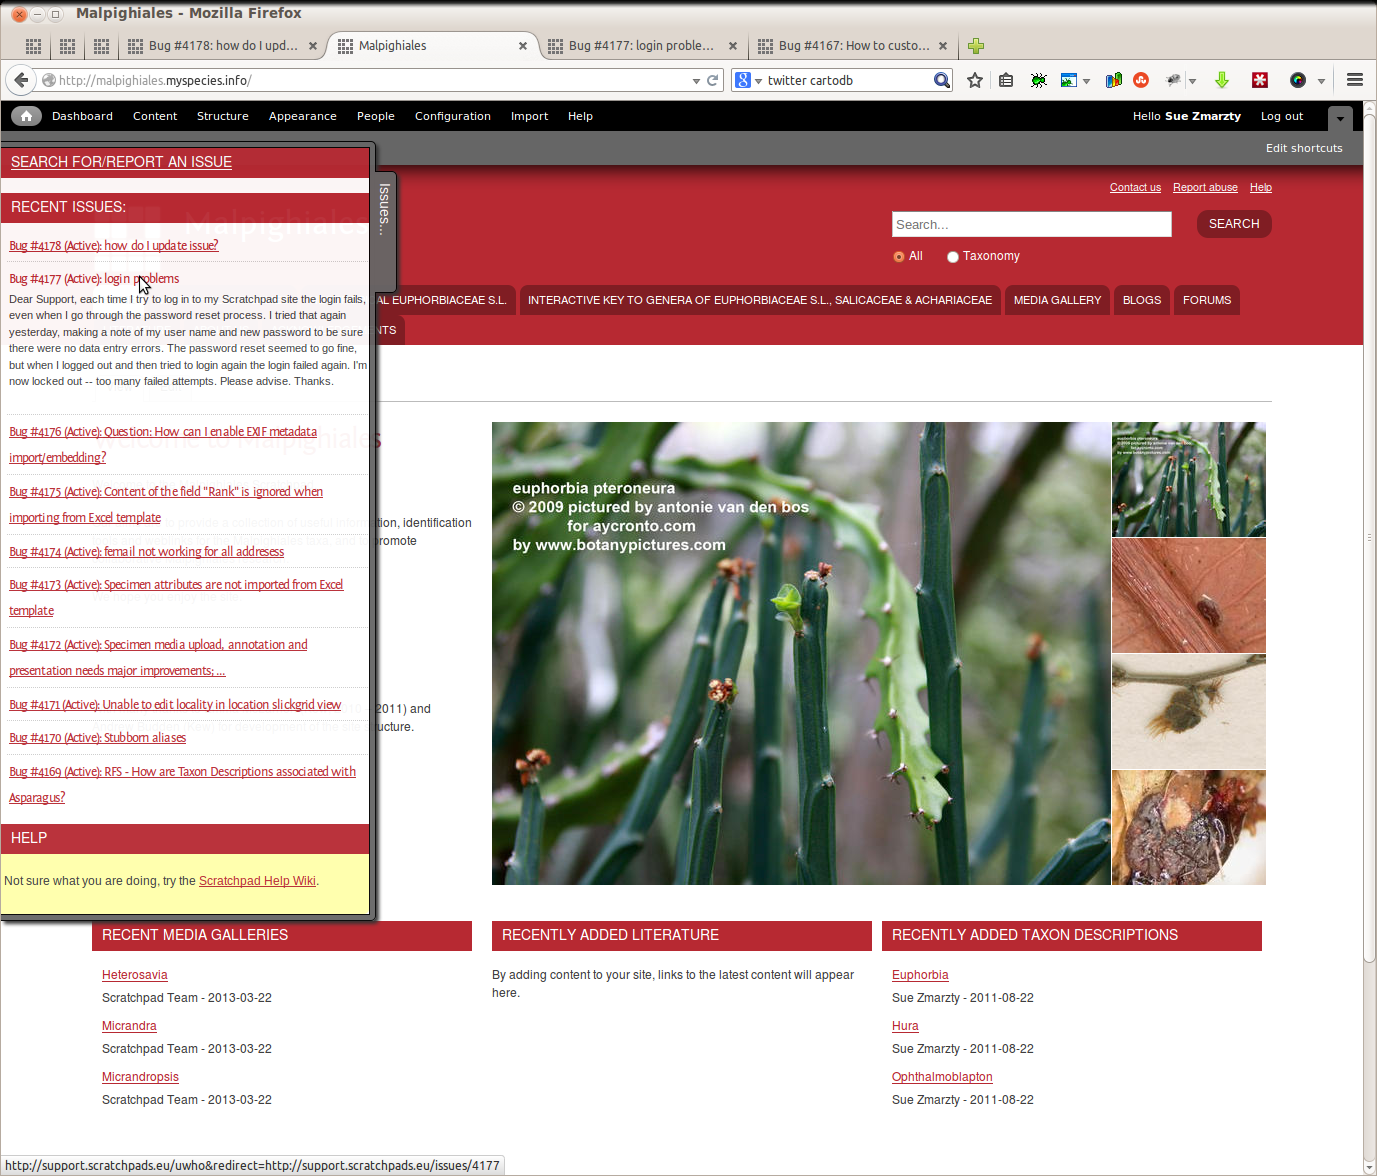 Malpighiales - Mozilla Firefox
Bug #4178: how do I upd...
Malpighiales
Bug #4177: login proble...
Bug #4167: How to custo...
http://malpighiales.myspecies.info/
twitter cartodb
Dashboard Content Structure Appearance People Configuration Import Help
Hello Sue Zmarzty Log out
Edit shortcuts
SEARCH FOR/REPORT AN ISSUE
RECENT ISSUES:
Issues...
Bug #4178 (Active): how do I update issue?
Bug #4177 (Active): login problems
Dear Support, each time I try to log in to my Scratchpad site the login fails,
even when I go through the password reset process. I tried that again
yesterday, making a note of my user name and new password to be sure
there were no data entry errors. The password reset seemed to go fine,
but when I logged out and then tried to login again the login failed again. I'm
now locked out -- too many failed attempts. Please advise. Thanks.
Bug #4176 (Active): Question: How can I enable EXIF metadata
import/embedding?
Bug #4175 (Active): Content of the field "Rank" is ignored when
importing from Excel template
Bug #4174 (Active): femail not working for all addresess
Bug #4173 (Active): Specimen attributes are not imported from Excel
template
Bug #4172 (Active): Specimen media upload, annotation and
presentation needs major improvements; ...
Bug #4171 (Active): Unable to edit locality in location slickgrid view
Bug #4170 (Active): Stubborn aliases
Bug #4169 (Active): RFS - How are Taxon Descriptions associated with
Asparagus?
HELP
Not sure what you are doing, try the Scratchpad Help Wiki.
Malpighiales
Contact us Report abuse Help
Search...
SEARCH
All Taxonomy
AL EUPHORBIACEAE S.L. INTERACTIVE KEY TO GENERA OF EUPHORBIACEAE S.L., SALICACEAE & ACHARIACEAE MEDIA GALLERY BLOGS FORUMS
NTS
Welcome to Malpighiales
to provide a collection of useful information, identification
promote
2011) and
structure.
euphorbia pteroneura
© 2009 pictured by antonie van den bos
for aycronto.com
by www.botanypictures.com
RECENT MEDIA GALLERIES
Heterosavia
Scratchpad Team - 2013-03-22
Micrandra
Scratchpad Team - 2013-03-22
Micrandropsis
Scratchpad Team - 2013-03-22
RECENTLY ADDED LITERATURE
By adding content to your site, links to the latest content will appear
here.
RECENTLY ADDED TAXON DESCRIPTIONS
Euphorbia
Sue Zmarzty - 2011-08-22
Hura
Sue Zmarzty - 2011-08-22
Ophthalmoblapton
Sue Zmarzty - 2011-08-22
http://support.scratchpads.eu/uwho&redirect=http://support.scratchpads.eu/issues/4177